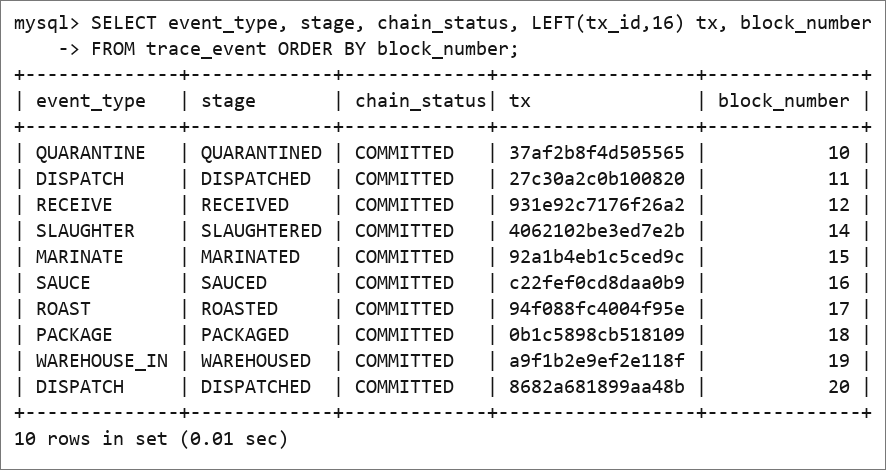 mysql> SELECT event_type, stage, chain_status, LEFT(tx_id,16) tx, block_number
    -> FROM trace_event ORDER BY block_number;
+--------------+-------------+-------------+------------------+--------------+
| event_type   | stage       | chain_status| tx               | block_number |
+--------------+-------------+-------------+------------------+--------------+
| QUARANTINE   | QUARANTINED | COMMITTED   | 37af2b8f4d505565 |           10 |
| DISPATCH     | DISPATCHED  | COMMITTED   | 27c30a2c0b100820 |           11 |
| RECEIVE      | RECEIVED    | COMMITTED   | 931e92c7176f26a2 |           12 |
| SLAUGHTER    | SLAUGHTERED | COMMITTED   | 4062102be3ed7e2b |           14 |
| MARINATE     | MARINATED   | COMMITTED   | 92a1b4eb1c5ced9c |           15 |
| SAUCE        | SAUCED      | COMMITTED   | c22fef0cd8daa0b9 |           16 |
| ROAST        | ROASTED     | COMMITTED   | 94f088fc4004f95e |           17 |
| PACKAGE      | PACKAGED    | COMMITTED   | 0b1c5898cb518109 |           18 |
| WAREHOUSE_IN | WAREHOUSED  | COMMITTED   | a9f1b2e9ef2e118f |           19 |
| DISPATCH     | DISPATCHED  | COMMITTED   | 8682a681899aa48b |           20 |
+--------------+-------------+-------------+------------------+--------------+
10 rows in set (0.01 sec)